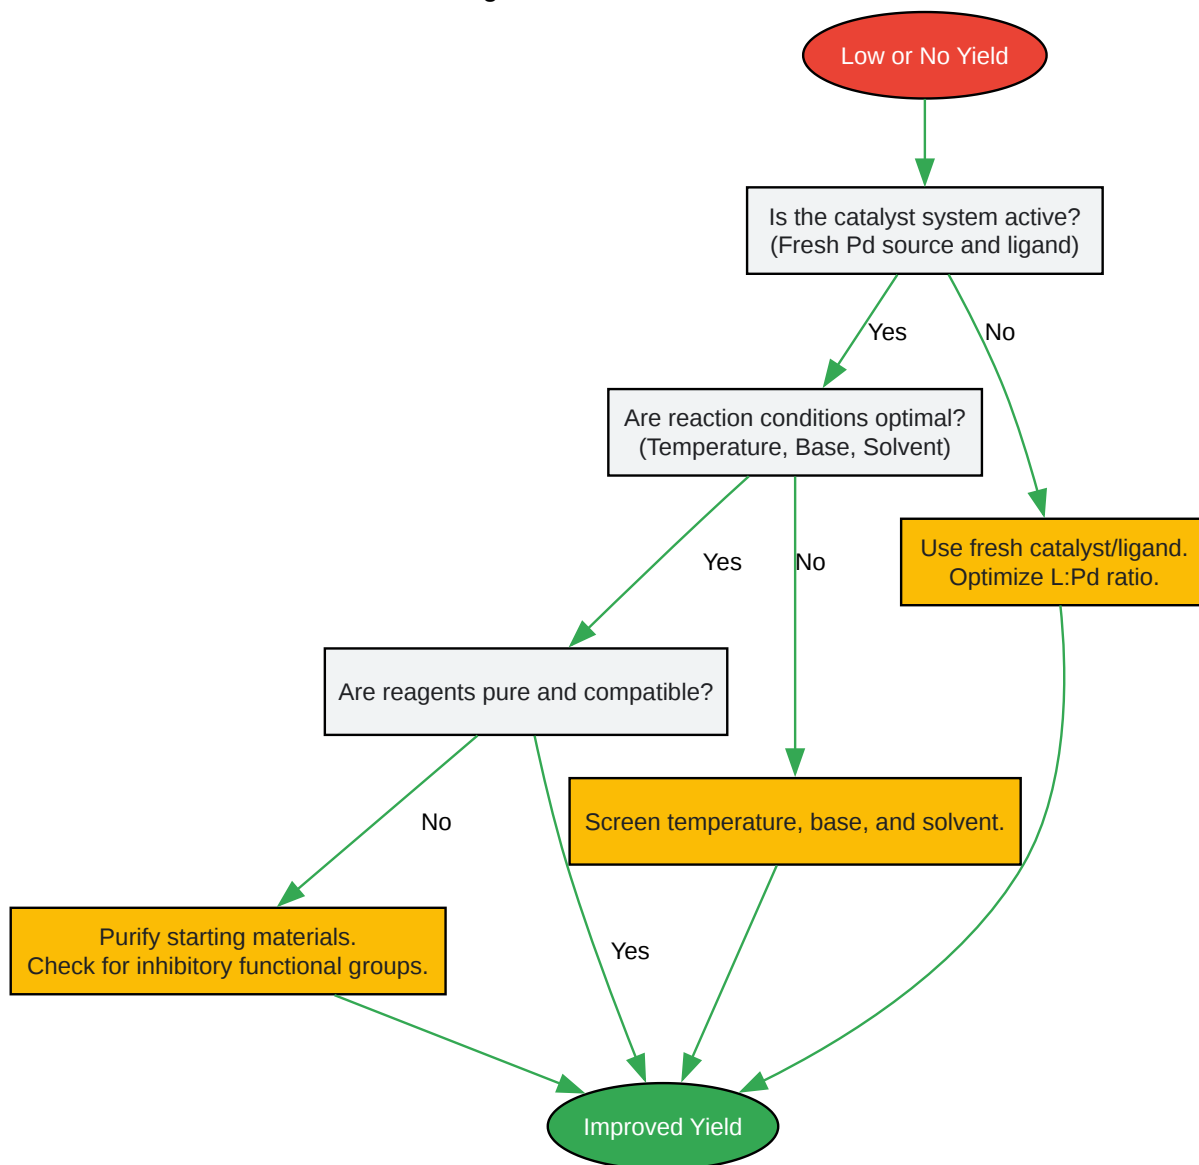 Low or No Yield
Is the catalyst system active?
(Fresh Pd source and ligand)
Yes
No
Are reaction conditions optimal?
(Temperature, Base, Solvent)
Yes
No
Use fresh catalyst/ligand.
Optimize L:Pd ratio.
Are reagents pure and compatible?
No
Screen temperature, base, and solvent.
Purify starting materials.
Check for inhibitory functional groups.
Yes
Improved Yield